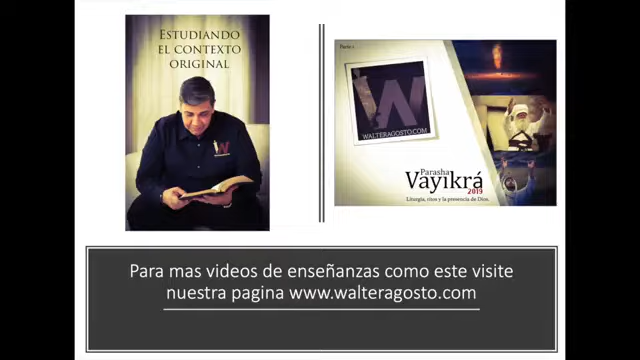 ESTUDIANDO
EL CONTEXTO
ORIGINAL
Parte 1
W
WALTERAGOSTO.COM
Parasha
Vayikrá
2019
Liturgia, ritos y la presencia de Dios.
Para mas videos de enseñanzas como este visite
nuestra pagina www.walteragosto.com